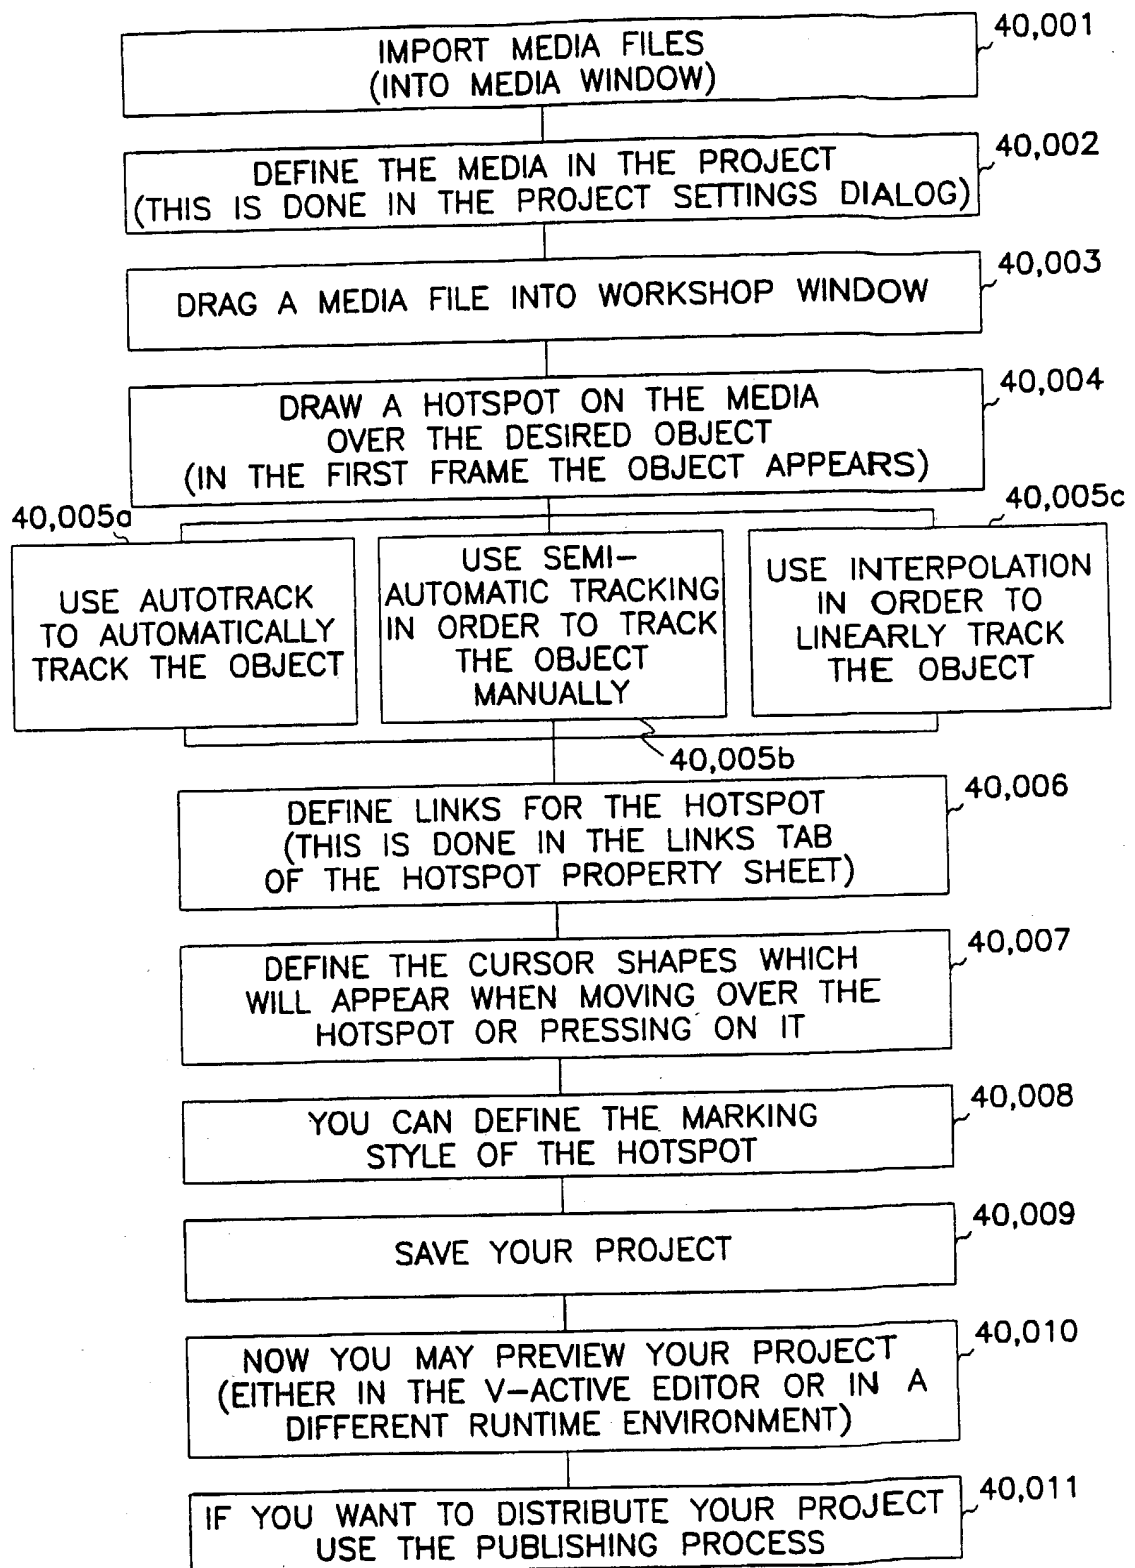 40,001
IMPORT MEDIA FILES
(INTO MEDIA WINDOW)
40,002
DEFINE THE MEDIA IN THE PROJECT
(THIS IS DONE IN THE PROJECT SETTINGS DIALOG)
40,003
DRAG A MEDIA FILE INTO WORKSHOP WINDOW
40,004
DRAW A HOTSPOT ON THE MEDIA
OVER THE DESIRED OBJECT
(IN THE FIRST FRAME THE OBJECT APPEARS)
40,005a
USE AUTOTRACK
TO AUTOMATICALLY
TRACK THE OBJECT
USE SEMI-
AUTOMATIC TRACKING
IN ORDER TO TRACK
THE OBJECT
MANUALLY
40,005b
40,005c
USE INTERPOLATION
IN ORDER TO
LINEARLY TRACK
THE OBJECT
40,006
DEFINE LINKS FOR THE HOTSPOT
(THIS IS DONE IN THE LINKS TAB
OF THE HOTSPOT PROPERTY SHEET)
40,007
DEFINE THE CURSOR SHAPES WHICH
WILL APPEAR WHEN MOVING OVER THE
HOTSPOT OR PRESSING ON IT
40,008
YOU CAN DEFINE THE MARKING
STYLE OF THE HOTSPOT
40,009
SAVE YOUR PROJECT
40,010
NOW YOU MAY PREVIEW YOUR PROJECT
(EITHER IN THE V-ACTIVE EDITOR OR IN A
DIFFERENT RUNTIME ENVIRONMENT)
40,011
IF YOU WANT TO DISTRIBUTE YOUR PROJECT
USE THE PUBLISHING PROCESS